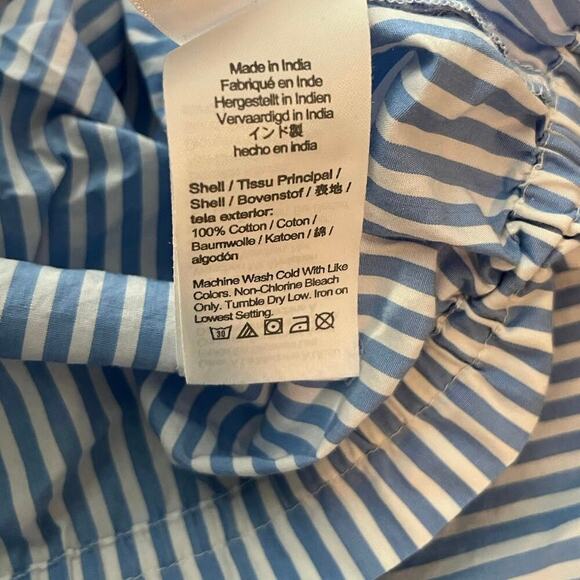 Made in India
Fabriqué en Inde
Hergestellt in Indien
Vervaardigd in India
インド製
hecho en india
Shell / Tissu Principal /
Shell / Bovenstof / 表地 /
tela exterior:
100% Cotton / Coton /
Baumwolle / Katoen / 綿 /
algodón
Machine Wash Cold With Like
Colors. Non-Chlorine Bleach
Only. Tumble Dry Low. Iron on
Lowest Setting.
30